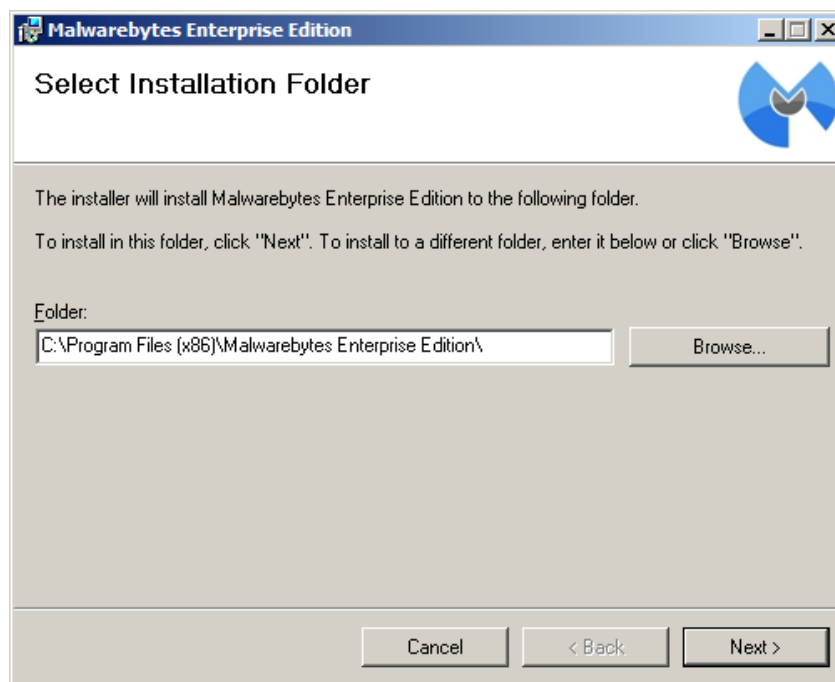 Malwarebytes Enterprise Edition
Select Installation Folder
The installer will install Malwarebytes Enterprise Edition to the following folder.
To install in this folder, click "Next". To install to a different folder, enter it below or click "Browse".
Folder:
C:\Program Files (x86)\Malwarebytes Enterprise Edition\
Browse...
Cancel
< Back
Next >